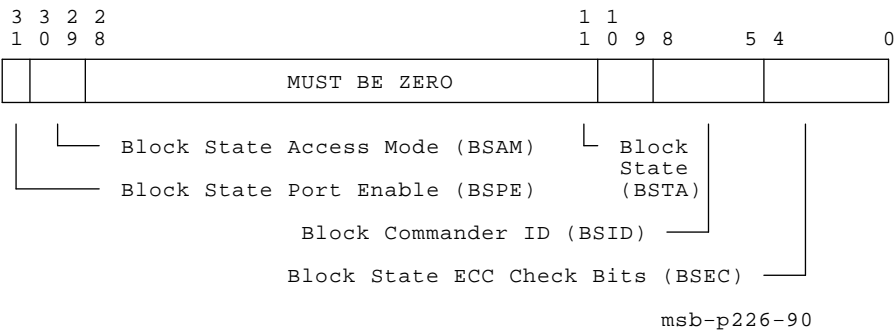 3 3 2 2 1 1
1 0 9 8 1 0 9 8 5 4 0
MUST BE ZERO
Block State Access Mode (BSAM) Block
State
Block State Port Enable (BSPE) (BSTA)
Block Commander ID (BSID)
Block State ECC Check Bits (BSEC)
msb-p226-90